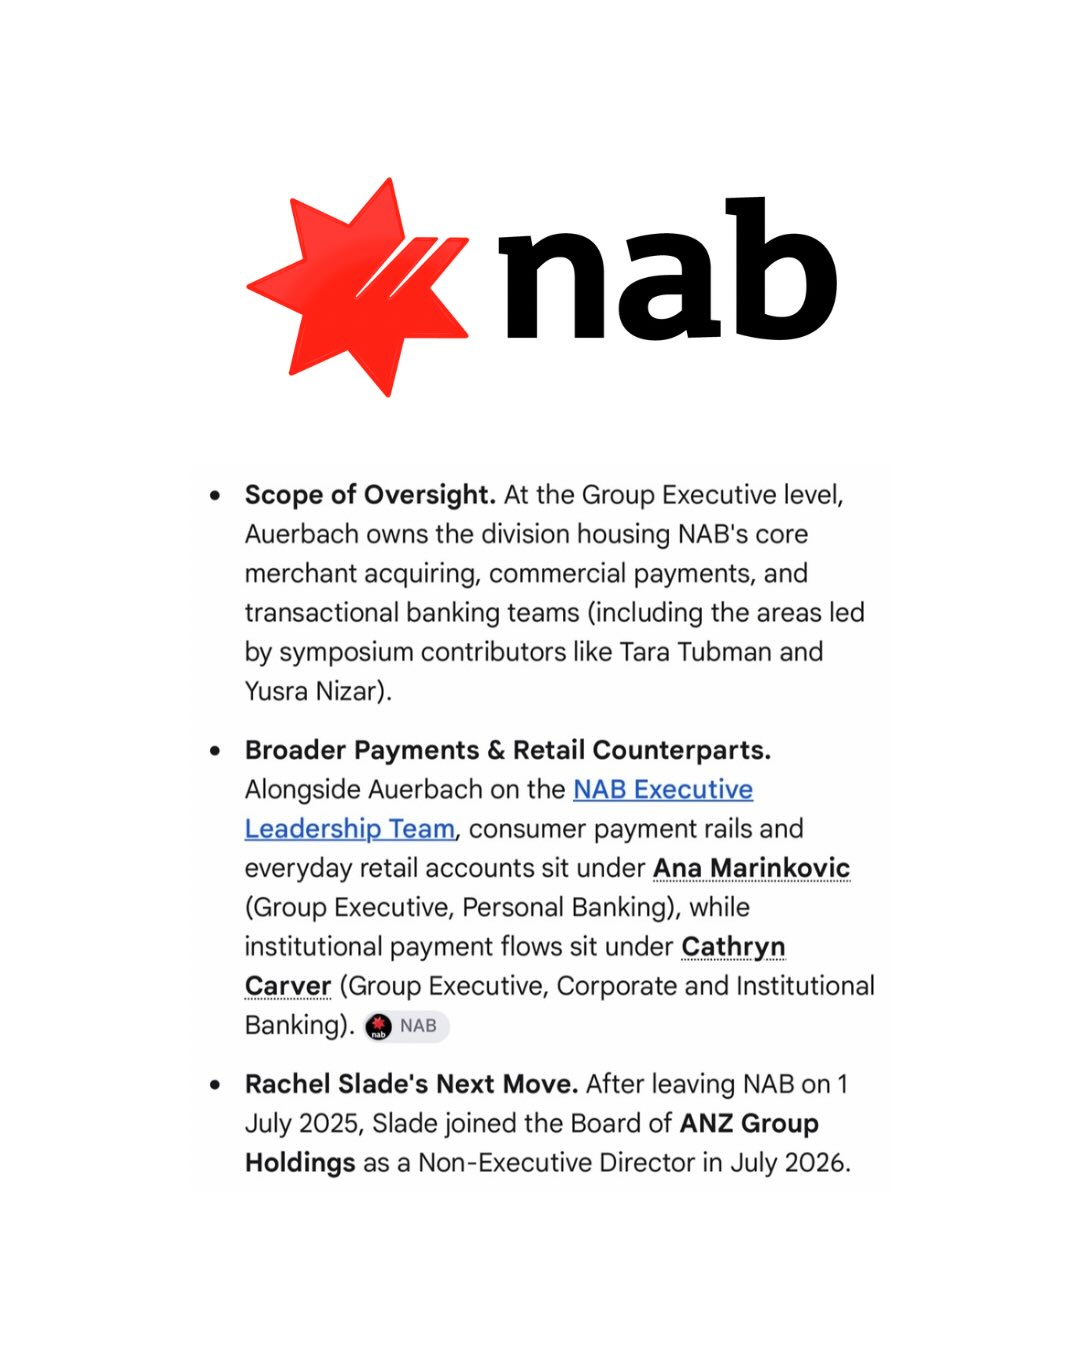 nab
• Scope of Oversight. At the Group Executive level,
Auerbach owns the division housing NAB's core
merchant acquiring, commercial payments, and
transactional banking teams (including the areas led
by symposium contributors like Tara Tubman and
Yusra Nizar).
• Broader Payments & Retail Counterparts.
Alongside Auerbach on the NAB Executive
Leadership Team, consumer payment rails and
everyday retail accounts sit under Ana Marinkovic
(Group Executive, Personal Banking), while
institutional payment flows sit under Cathryn
Carver (Group Executive, Corporate and Institutional
Banking). nab NAB
• Rachel Slade's Next Move. After leaving NAB on 1
July 2025, Slade joined the Board of ANZ Group
Holdings as a Non-Executive Director in July 2026.